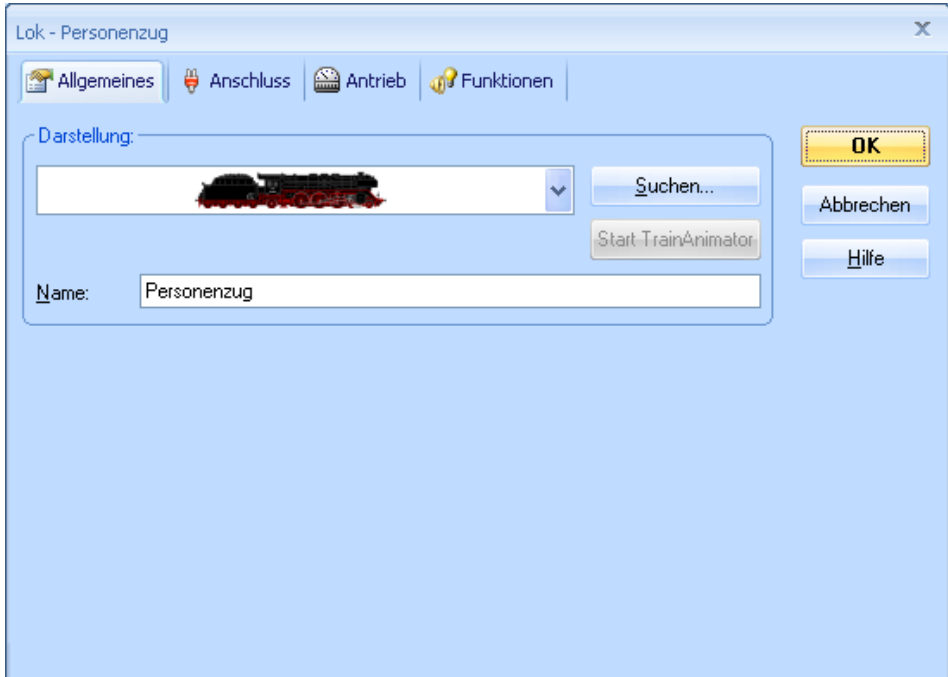 Lok - Personenzug
Allgemeines Anschluss Antrieb Funktionen
Darstellung:
OK
Suchen...
Abbrechen
Start TrainAnimator
Hilfe
Name: Personenzug